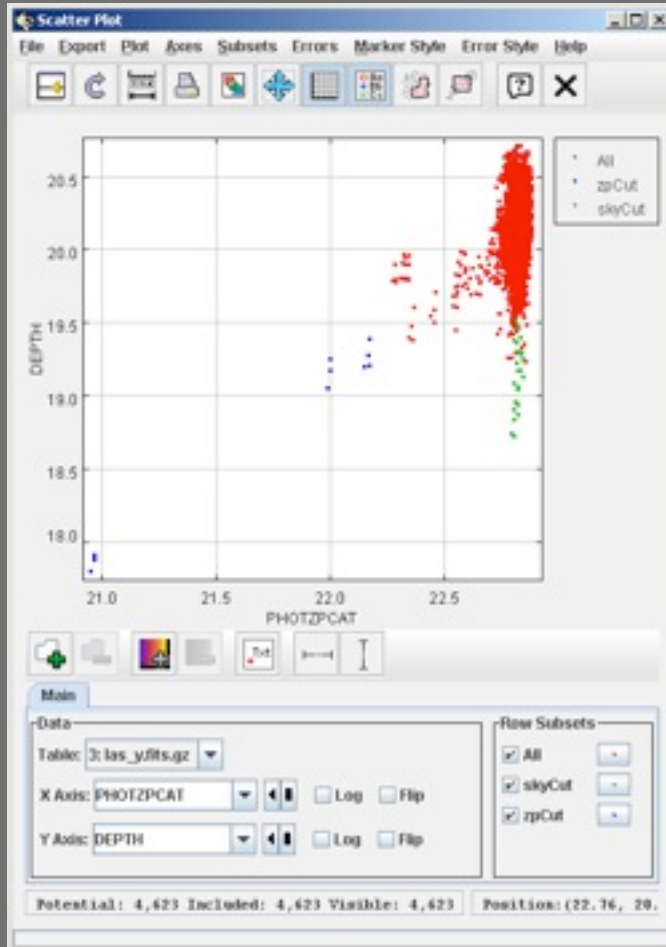 Scatter Plot
File Export Plot Axes Subsets Errors Marker Style Error Style Help
All
zpCut
skyCut
20.5
20.0
19.5
19.0
18.5
18.0
DEPTH
21.0 21.5 22.0 22.5
PHOTZPCAT
Txt
Main
Data
Table: 3: las_y.fits.gz
X Axis: PHOTZPCAT Log Flip
Y Axis: DEPTH Log Flip
Row Subsets
All
skyCut
zpCut
Potential: 4,623 Included: 4,623 Visible: 4,623 Position:(22.76, 20.